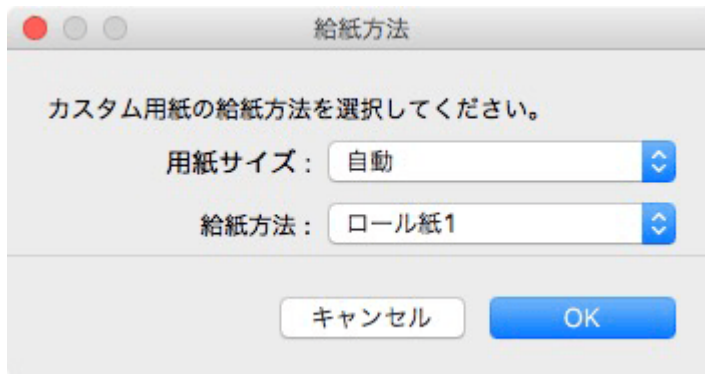 給紙方法
カスタム用紙の給紙方法を選択してください。
用紙サイズ： 自動
給紙方法： ロール紙1
キャンセル OK